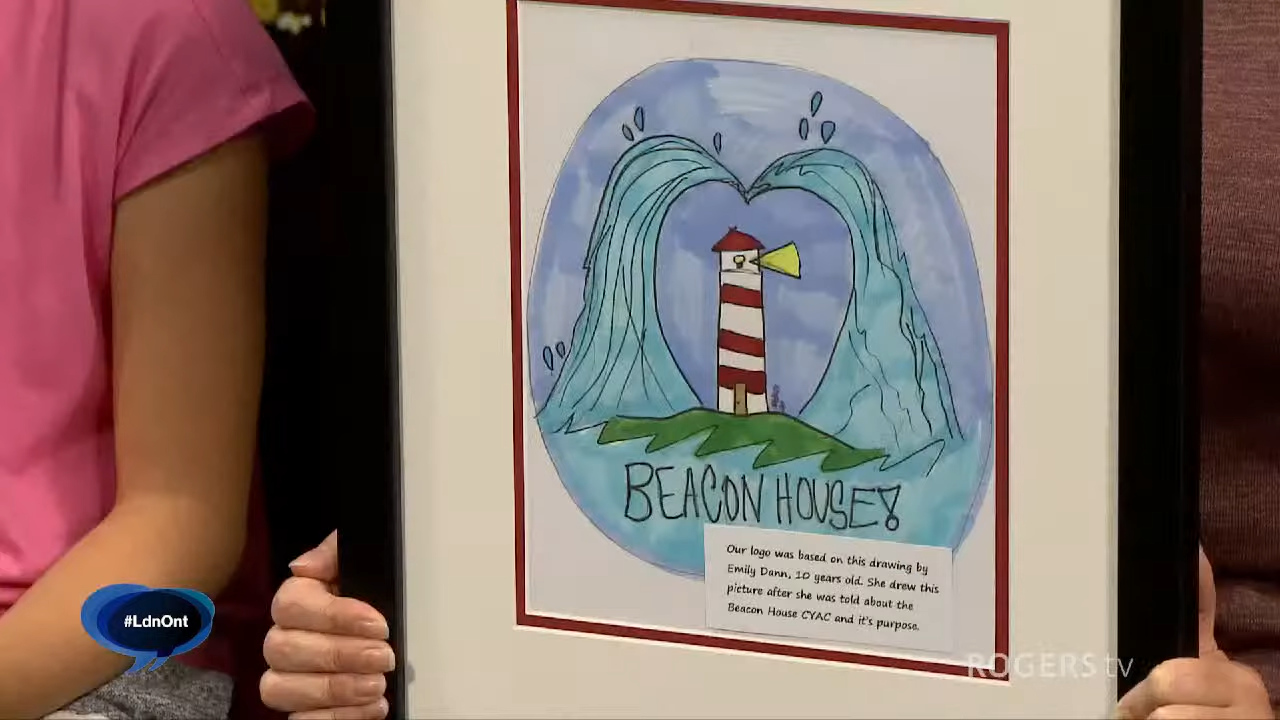 BEACON HOUSE!
Our logo was based on this drawing by
Emily Dann, 10 years old. She drew this
picture after she was told about the
Beacon House CYAC and it's purpose.
#LdnOnt
ROGERS tv